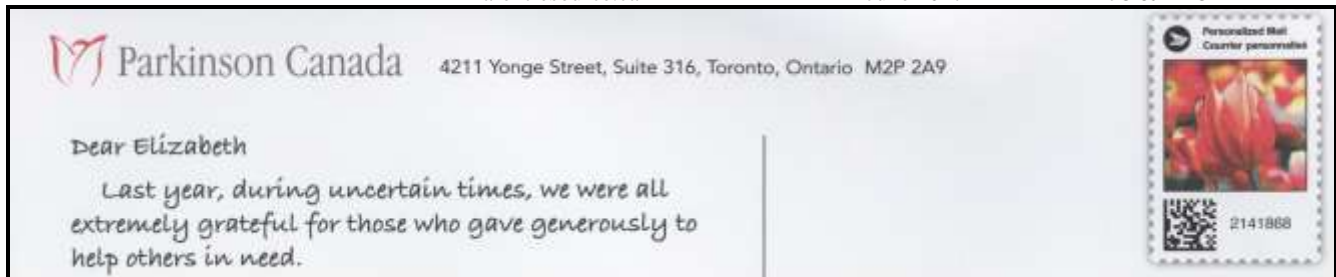 Parkinson Canada 4211 Yonge Street, Suite 316, Toronto, Ontario M2P 2A9
Personalized Mail
Courrier personnalisé
Dear Elizabeth
Last year, during uncertain times, we were all
extremely grateful for those who gave generously to
help others in need.
2141868